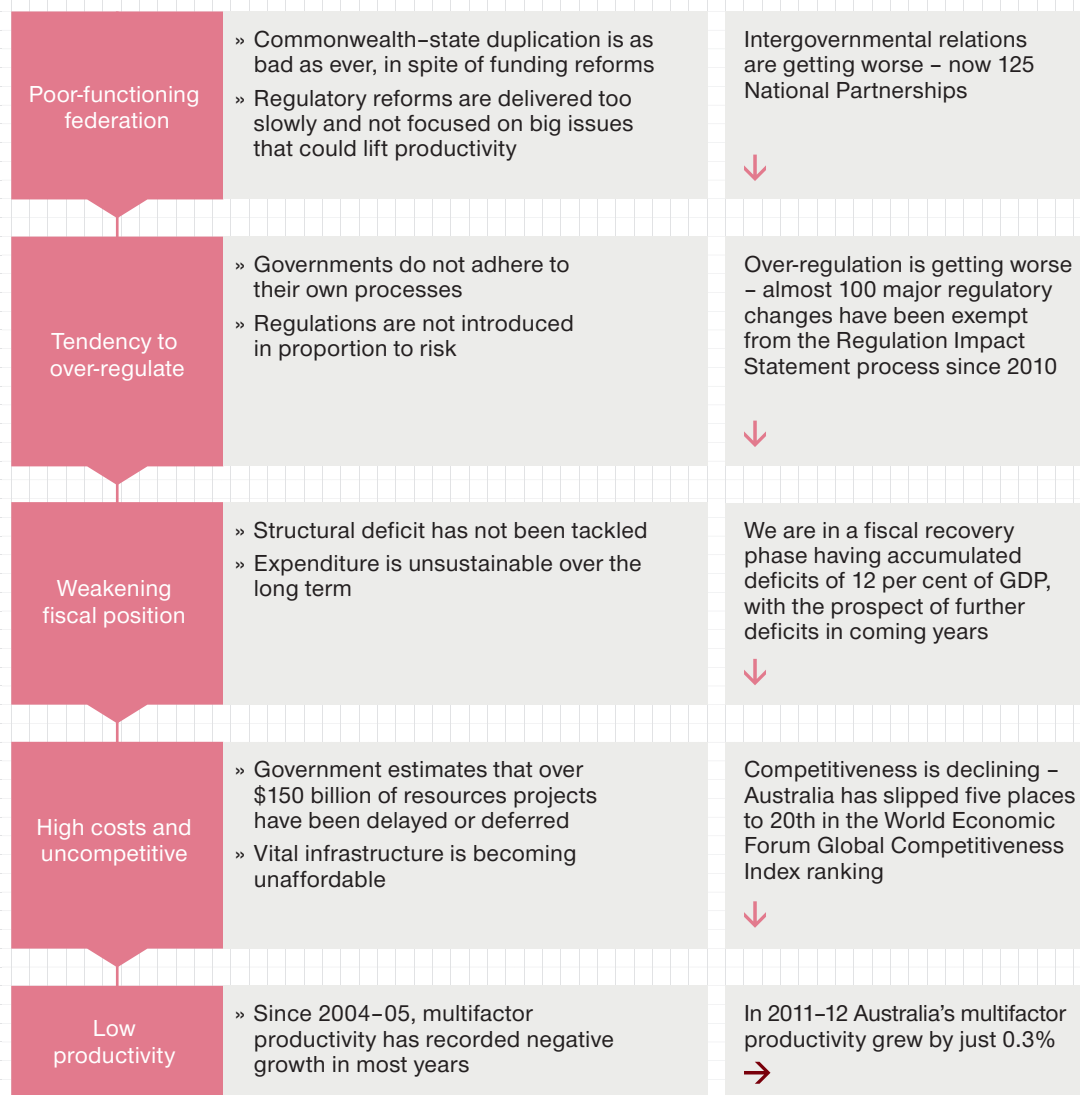 Poor-functioning
federation
» Commonwealth–state duplication is as
bad as ever, in spite of funding reforms
» Regulatory reforms are delivered too
slowly and not focused on big issues
that could lift productivity
Intergovernmental relations
are getting worse – now 125
National Partnerships
Tendency to
over-regulate
» Governments do not adhere to
their own processes
» Regulations are not introduced
in proportion to risk
Over-regulation is getting worse
– almost 100 major regulatory
changes have been exempt
from the Regulation Impact
Statement process since 2010
Weakening
fiscal position
» Structural deficit has not been tackled
» Expenditure is unsustainable over the
long term
We are in a fiscal recovery
phase having accumulated
deficits of 12 per cent of GDP,
with the prospect of further
deficits in coming years
High costs and
uncompetitive
» Government estimates that over
$150 billion of resources projects
have been delayed or deferred
» Vital infrastructure is becoming
unaffordable
Competitiveness is declining –
Australia has slipped five places
to 20th in the World Economic
Forum Global Competitiveness
Index ranking
Low
productivity
» Since 2004–05, multifactor
productivity has recorded negative
growth in most years
In 2011–12 Australia's multifactor
productivity grew by just 0.3%